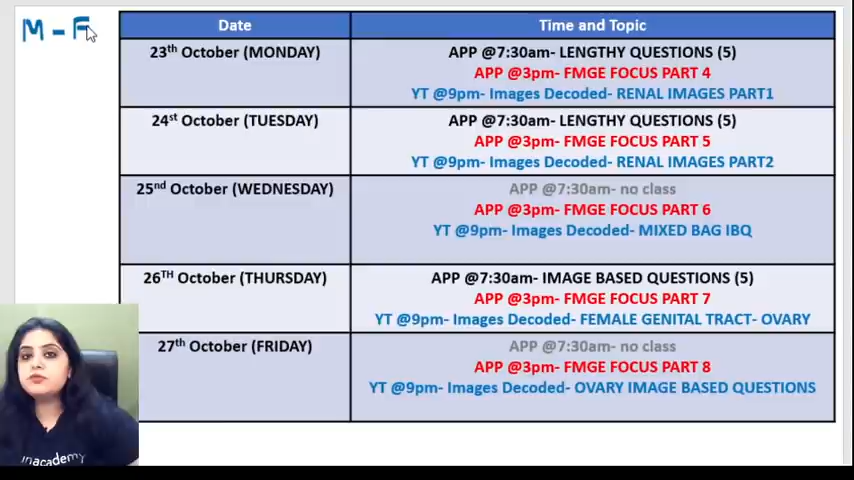 M - F
Date
Time and Topic
23th October (MONDAY)
APP @7:30am- LENGTHY QUESTIONS (5)
APP @3pm- FMGE FOCUS PART 4
YT @9pm- Images Decoded- RENAL IMAGES PART1
24st October (TUESDAY)
APP @7:30am- LENGTHY QUESTIONS (5)
APP @3pm- FMGE FOCUS PART 5
YT @9pm- Images Decoded- RENAL IMAGES PART2
25nd October (WEDNESDAY)
APP @7:30am- no class
APP @3pm- FMGE FOCUS PART 6
YT @9pm- Images Decoded- MIXED BAG IBQ
26TH October (THURSDAY)
APP @7:30am- IMAGE BASED QUESTIONS (5)
APP @3pm- FMGE FOCUS PART 7
YT @9pm- Images Decoded- FEMALE GENITAL TRACT- OVARY
27th October (FRIDAY)
APP @7:30am- no class
APP @3pm- FMGE FOCUS PART 8
YT @9pm- Images Decoded- OVARY IMAGE BASED QUESTIONS
unacademy